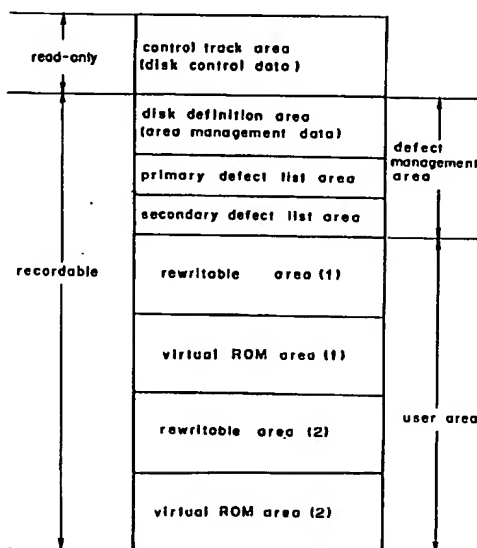 read-only
control track area
(disk control data)
disk definition area
(area management data)
primary defect list area
secondary defect list area
defect
management
area
recordable
rewritable area (1)
virtual ROM area (1)
rewritable area (2)
user area
virtual ROM area (2)